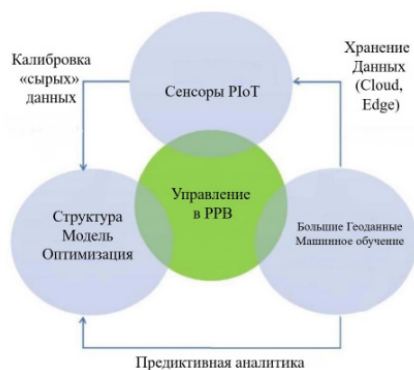 Калибровка
«сырых»
данных
Хранение
Данных
(Cloud,
Edge)
Сенсоры PIoT
Управление
в РРВ
Структура
Модель
Оптимизация
Большие Геоданные
Машинное обучение
Предиктивная аналитика